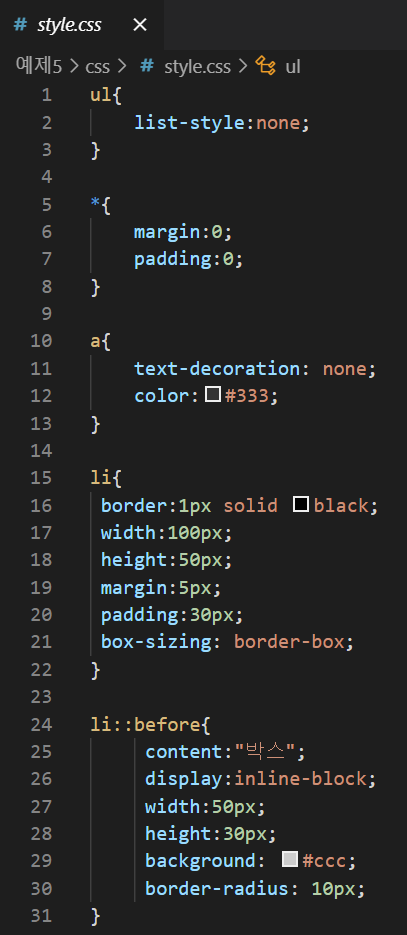 # style.css ×
예제5 > css > # style.css > ul
1 ul{
2     list-style:none;
3 }
4
5 *{
6     margin:0;
7     padding:0;
8 }
9
10 a{
11     text-decoration: none;
12     color:#333;
13 }
14
15 li{
16  border:1px solid black;
17  width:100px;
18  height:50px;
19  margin:5px;
20  padding:30px;
21  box-sizing: border-box;
22 }
23
24 li::before{
25      content:"박스";
26      display:inline-block;
27      width:50px;
28      height:30px;
29      background: #ccc;
30      border-radius: 10px;
31 }